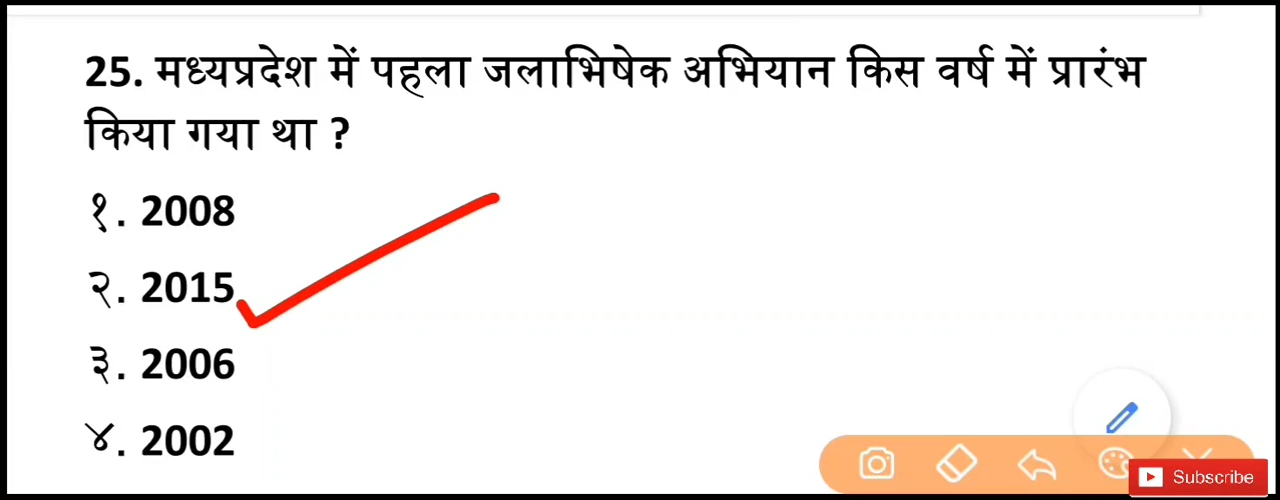 25. मध्यप्रदेश में पहला जलाभिषेक अभियान किस वर्ष में प्रारंभ
किया गया था ?
१. 2008
२. 2015
३. 2006
४. 2002
Subscribe